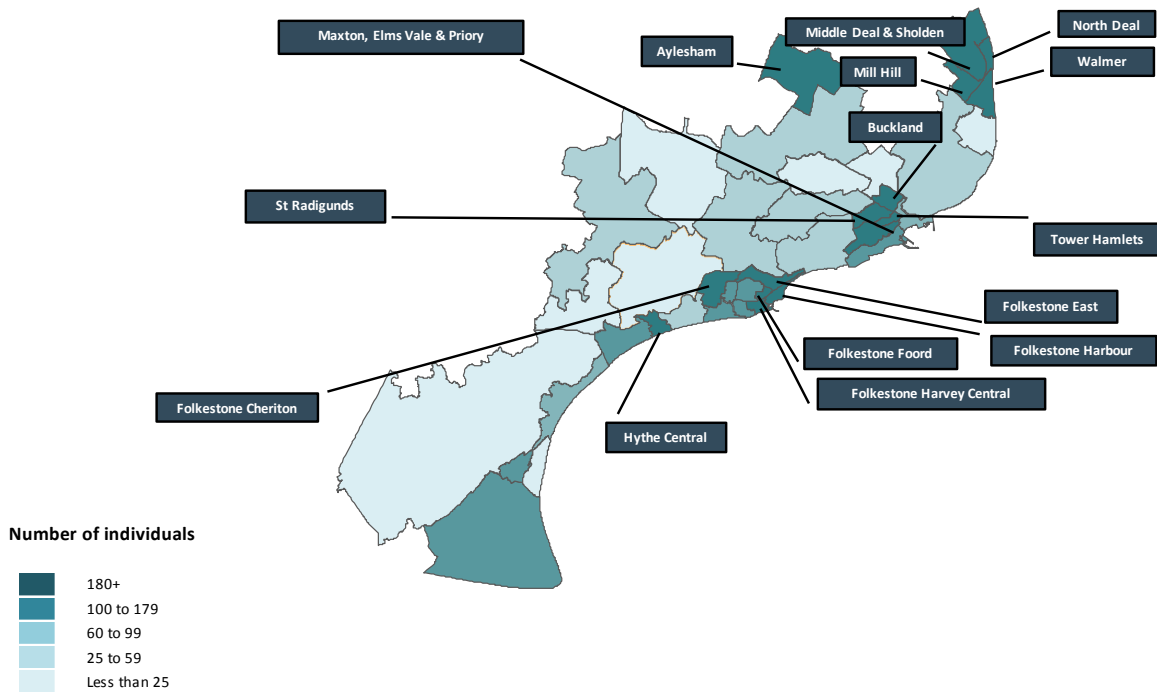 North Deal
Middle Deal & Sholden
Maxton, Elms Vale & Priory
Aylesham
Walmer
Mill Hill
Buckland
St Radigunds
Tower Hamlets
Folkestone East
Folkestone Foord
Folkestone Harbour
Folkestone Harvey Central
Folkestone Cheriton
Hythe Central
Number of individuals
180+
100 to 179
60 to 99
25 to 59
Less than 25